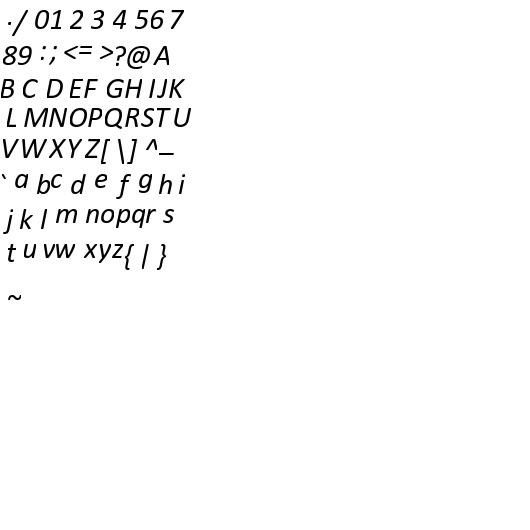 ./ 01 2 3 4 56 7
89 : ; <= >?@ A
B C D EF GH IJK
L MNOPQRSTU
VWXYZ[ \] ^_
` a bc d e f g h i
j k l m nopqr s
t u vw xyz{ | }
~